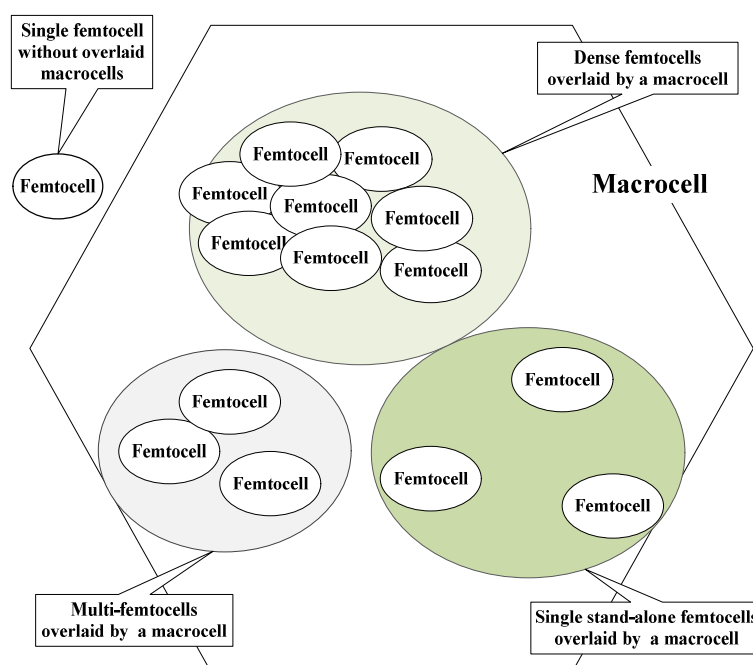 Single femtocell
without overlaid
macrocells
Dense femtocells
overlaid by a macrocell
Femtocell
Macrocell
Femtocell
Femtocell
Femtocell
Femtocell
Femtocell
Femtocell
Femtocell
Femtocell
Femtocell
Femtocell
Femtocell
Femtocell
Femtocell
Femtocell
Multi-femtocells
overlaid by a macrocell
Single stand-alone femtocells
overlaid by a macrocell